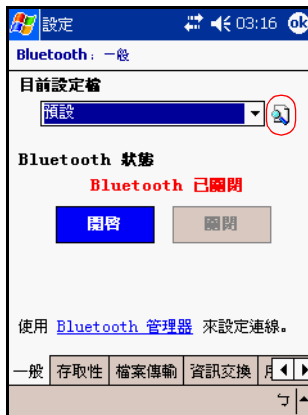 設定 03:16 ok
Bluetooth：一般
目前設定檔
預設
Bluetooth 狀態
Bluetooth 已關閉
開啓 關閉
使用 Bluetooth 管理器 來設定連線。
一般 存取性 檔案傳輸 資訊交換
ㄅ